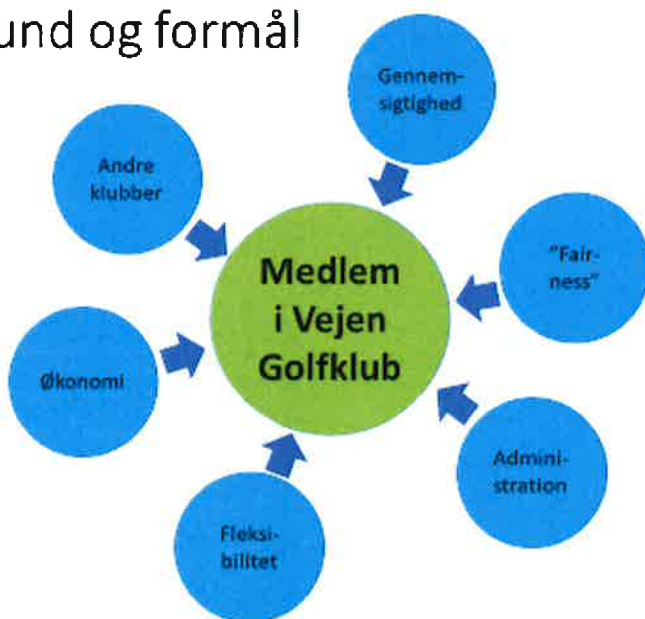 und og formål
Gennem-
sigtighed
Andre
klubber
"Fair-
ness"
Medlem
i Vejen
Golfklub
Økonomi
Admini-
stration
Fleksi-
bilitet